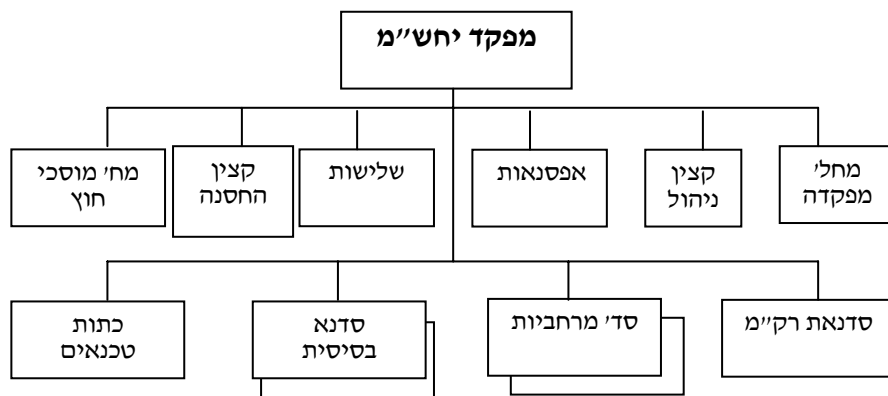 מפקד יחש״מ
מחל׳
מפקדה
קצין
ניהול
אפסנאות
שלישות
קצין
החסנה
מח׳ מוסכי
חוץ
סדנאת רק״מ
סד׳ מרחביות
סדנא
בסיסית
כתות
טכנאים